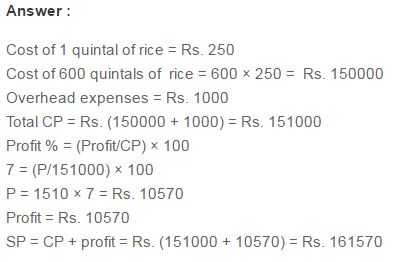 Answer :
Cost of 1 quintal of rice = Rs. 250
Cost of 600 quintals of rice = 600 × 250 = Rs. 150000
Overhead expenses = Rs. 1000
Total CP = Rs. (150000 + 1000) = Rs. 151000
Profit % = (Profit/CP) × 100
7 = (P/151000) × 100
P = 1510 × 7 = Rs. 10570
Profit = Rs. 10570
SP = CP + profit = Rs. (151000 + 10570) = Rs. 161570